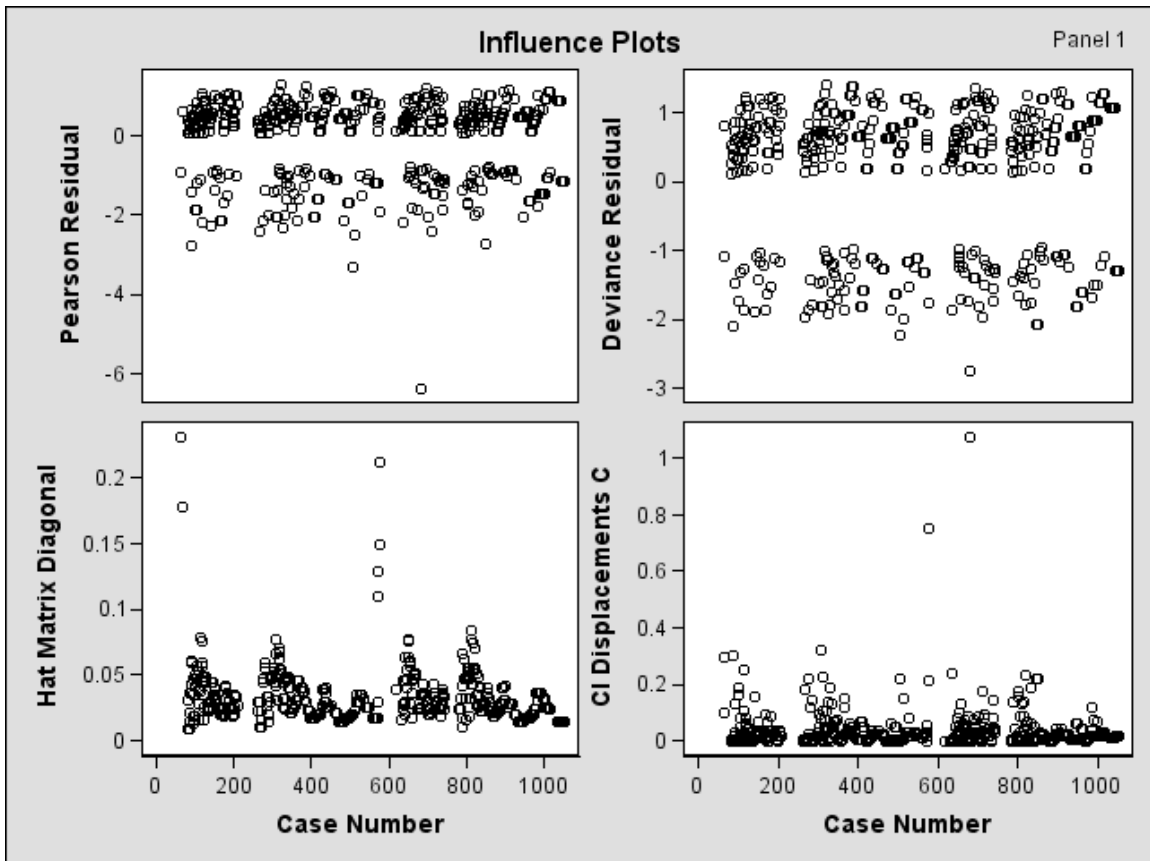 Influence Plots
Panel 1
Pearson Residual
0
-2
-4
-6
Deviance Residual
1
0
-1
-2
-3
Hat Matrix Diagonal
0.2
0.15
0.1
0.05
0
0 200 400 600 800 1000
Case Number
CI Displacements C
1
0.8
0.6
0.4
0.2
0
0 200 400 600 800 1000
Case Number